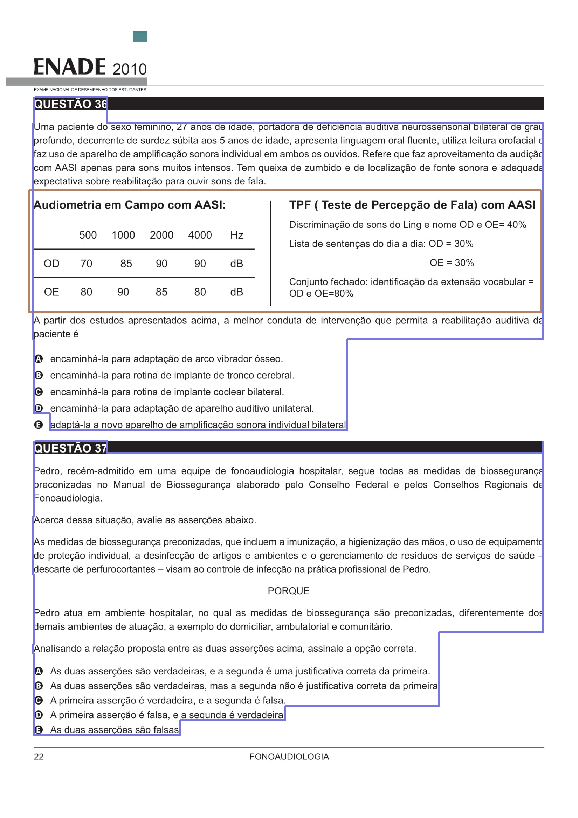 ENADE 2010
EXAME NACIONAL DE DESEMPENHO DOS ESTUDANTES
QUESTÃO 36
Uma paciente do sexo feminino, 27 anos de idade, portadora de deficiência auditiva neurossensorial bilateral de grau
profundo, decorrente de surdez súbita aos 5 anos de idade, apresenta linguagem oral fluente, utiliza leitura orofacial e
faz uso de aparelho de amplificação sonora individual em ambos os ouvidos. Refere que faz aproveitamento da audição
com AASI apenas para sons muitos intensos. Tem queixa de zumbido e de localização de fonte sonora e adequada
expectativa sobre reabilitação para ouvir sons de fala.
Audiometria em Campo com AASI:
500 1000 2000 4000 Hz
OD 70 85 90 90 dB
OE 80 90 85 80 dB
TPF ( Teste de Percepção de Fala) com AASI
Discriminação de sons do Ling e nome OD e OE= 40%
Lista de sentenças do dia a dia: OD = 30%
OE = 30%
Conjunto fechado: identificação da extensão vocabular =
OD e OE=80%
A partir dos estudos apresentados acima, a melhor conduta de intervenção que permita a reabilitação auditiva da
paciente é
A encaminhá-la para adaptação de arco vibrador ósseo.
B encaminhá-la para rotina de implante de tronco cerebral.
C encaminhá-la para rotina de implante coclear bilateral.
D encaminhá-la para adaptação de aparelho auditivo unilateral.
E adaptá-la a novo aparelho de amplificação sonora individual bilateral
QUESTÃO 37
Pedro, recém-admitido em uma equipe de fonoaudiologia hospitalar, segue todas as medidas de biossegurança
preconizadas no Manual de Biossegurança elaborado pelo Conselho Federal e pelos Conselhos Regionais de
Fonoaudiologia.
Acerca dessa situação, avalie as asserções abaixo.
As medidas de biossegurança preconizadas, que incluem a imunização, a higienização das mãos, o uso de equipamento
de proteção individual, a desinfecção de artigos e ambientes e o gerenciamento de resíduos de serviços de saúde –
descarte de perfurocortantes – visam ao controle de infecção na prática profissional de Pedro.
PORQUE
Pedro atua em ambiente hospitalar, no qual as medidas de biossegurança são preconizadas, diferentemente dos
demais ambientes de atuação, a exemplo do domiciliar, ambulatorial e comunitário.
Analisando a relação proposta entre as duas asserções acima, assinale a opção correta.
A As duas asserções são verdadeiras, e a segunda é uma justificativa correta da primeira.
B As duas asserções são verdadeiras, mas a segunda não é justificativa correta da primeira
C A primeira asserção é verdadeira, e a segunda é falsa.
D A primeira asserção é falsa, e a segunda é verdadeira
E As duas asserções são falsas
22
FONOAUDIOLOGIA